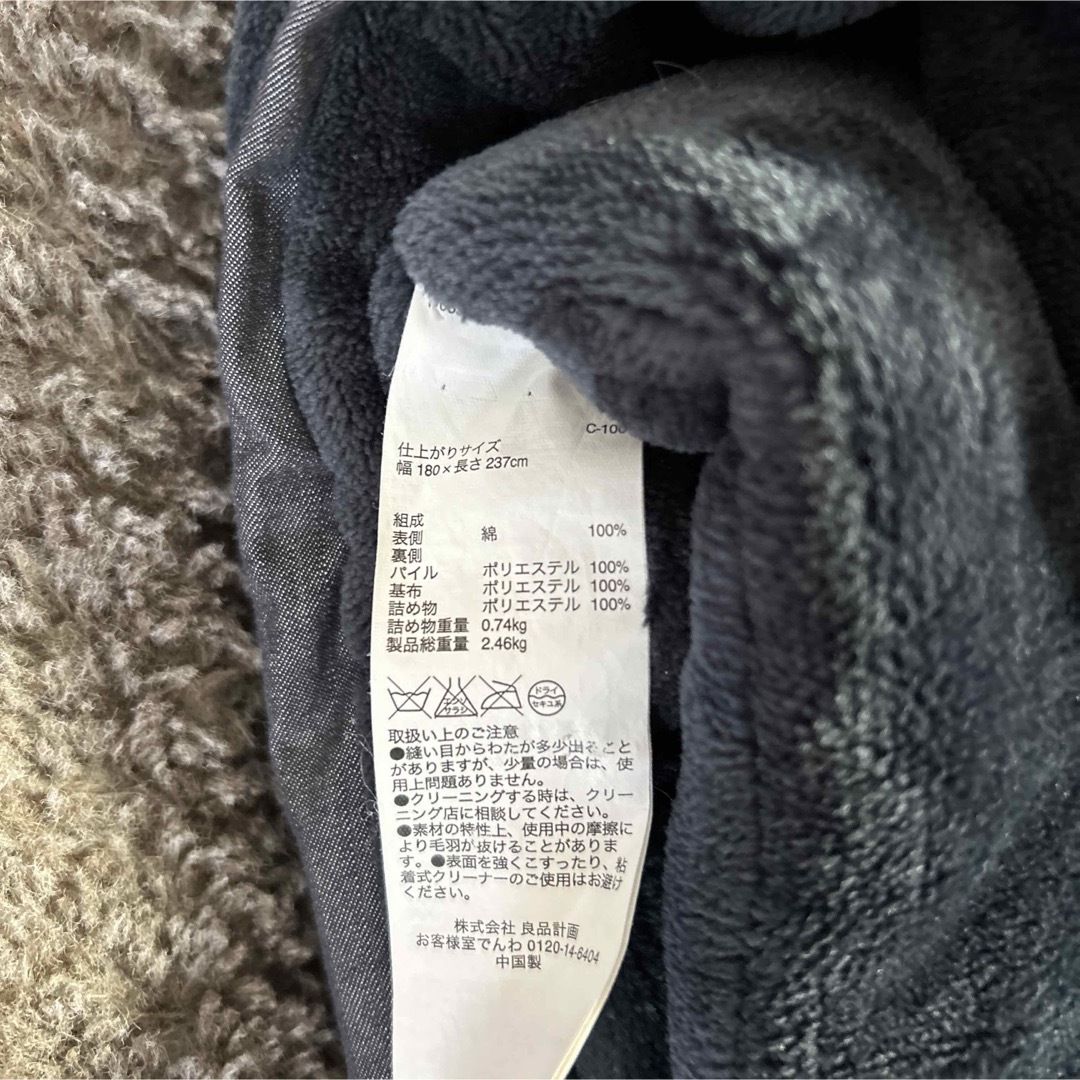 C-100
仕上がりサイズ
幅 180×長さ 237cm
組成
表側 綿 100%
裏側
パイル ポリエステル 100%
基布 ポリエステル 100%
詰め物 ポリエステル 100%
詰め物重量 0.74kg
製品総重量 2.46kg
エンソ サラシ
ドライ セキユ系
取扱い上のご注意
●縫い目からわたが多少出ること
がありますが、少量の場合は、使
用上問題ありません。
●クリーニングする時は、クリー
ニング店に相談してください。
●素材の特性上、使用中の摩擦に
より毛羽が抜けることがありま
す。●表面を強くこすったり、粘
着式クリーナーのご使用はお避け
ください。
株式会社 良品計画
お客様室でんわ 0120-14-6404
中国製